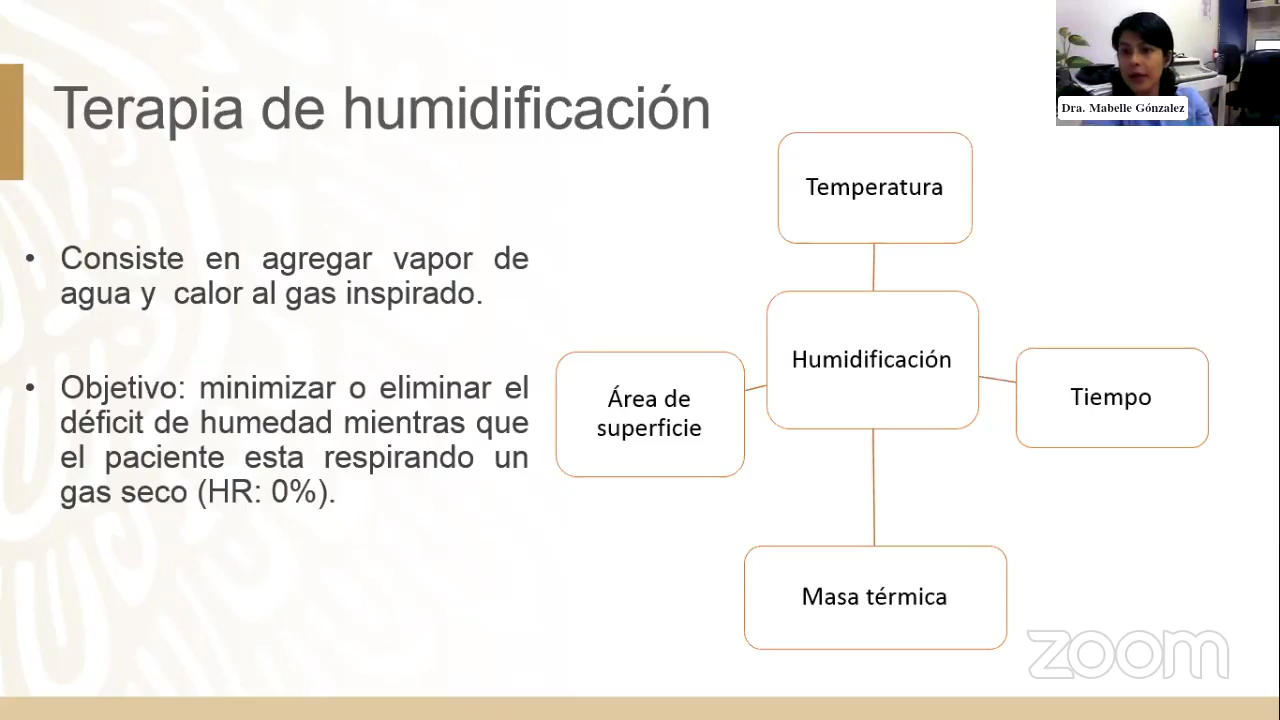 Terapia de humidificación
Dra. Mabelle Gónzalez
• Consiste en agregar vapor de
agua y calor al gas inspirado.
• Objetivo: minimizar o eliminar el
déficit de humedad mientras que
el paciente esta respirando un
gas seco (HR: 0%).
Temperatura
Humidificación
Área de
superficie
Tiempo
Masa térmica
zoom